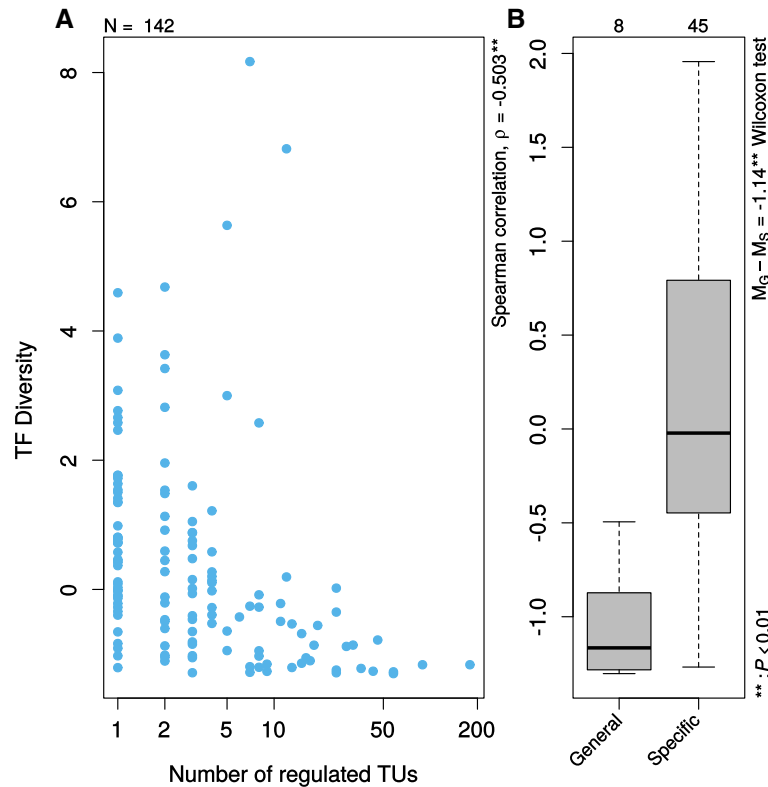 A
N = 142
TF Diversity
8
6
4
2
0
1 2 5 10 50 200
Number of regulated TUs
Spearman correlation, ρ = -0.503**
B
8 45
2.0
1.5
1.0
0.5
0.0
-0.5
-1.0
General Specific
M_G − M_S = -1.14** Wilcoxon test
** : P < 0.01